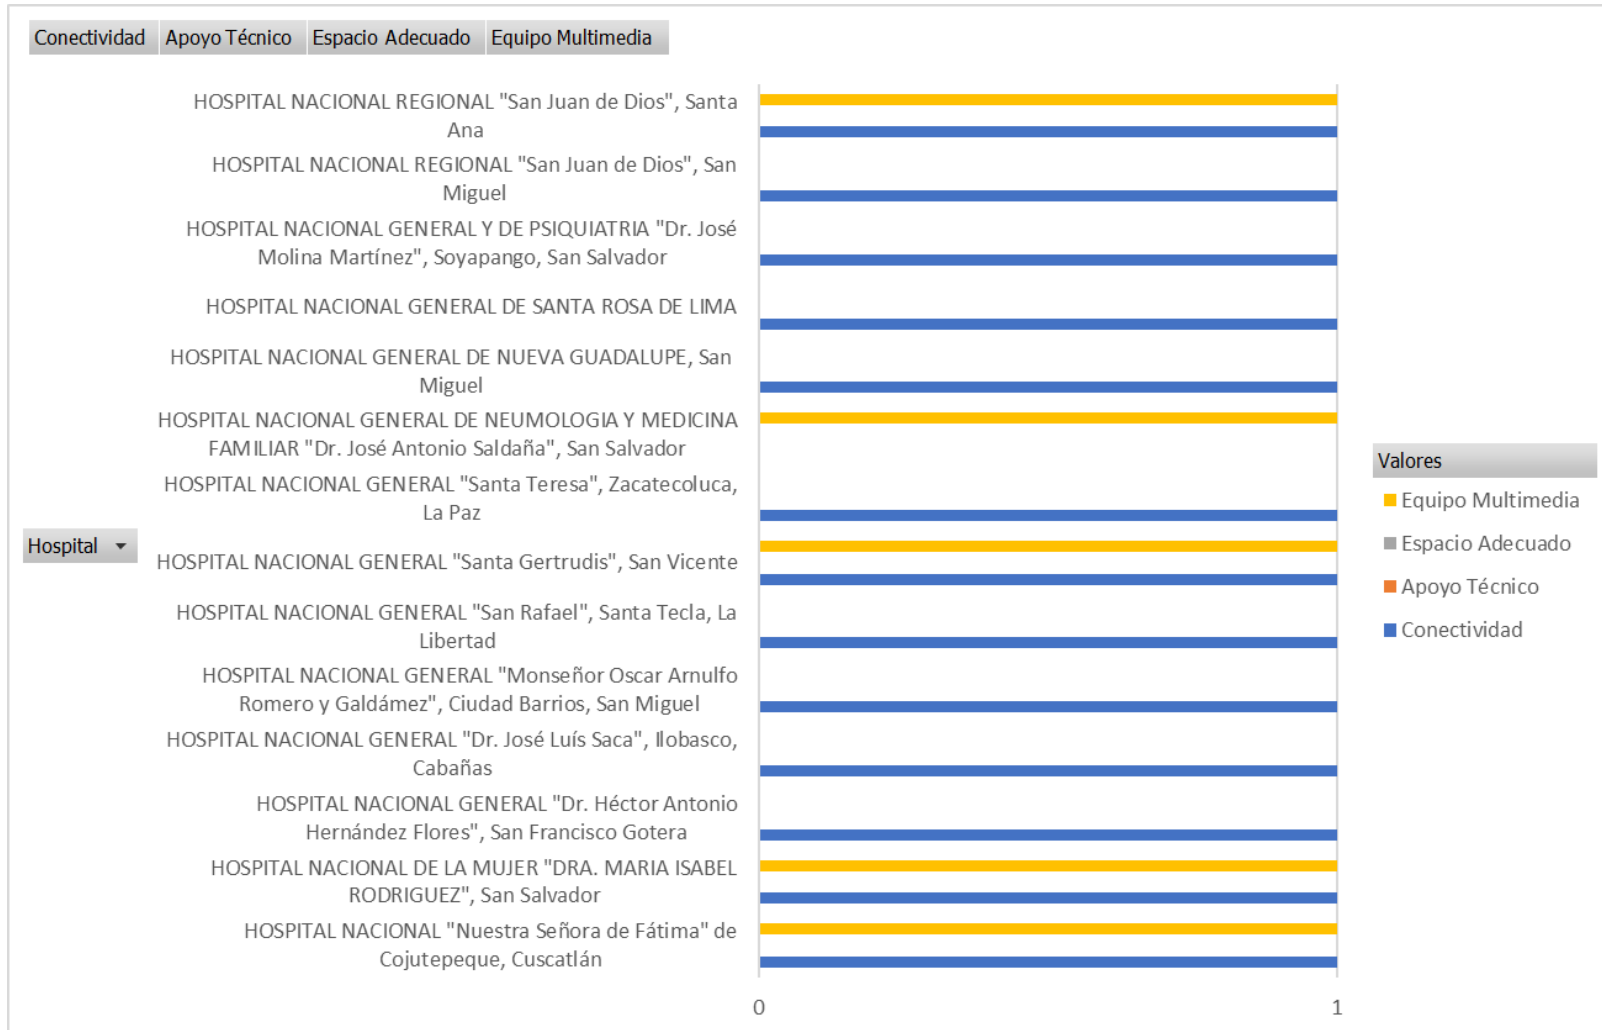 Conectividad Apoyo Técnico Espacio Adecuado Equipo Multimedia
HOSPITAL NACIONAL REGIONAL "San Juan de Dios", Santa
Ana
HOSPITAL NACIONAL REGIONAL "San Juan de Dios", San
Miguel
HOSPITAL NACIONAL GENERAL Y DE PSIQUIATRIA "Dr. José
Molina Martínez", Soyapango, San Salvador
HOSPITAL NACIONAL GENERAL DE SANTA ROSA DE LIMA
HOSPITAL NACIONAL GENERAL DE NUEVA GUADALUPE, San
Miguel
HOSPITAL NACIONAL GENERAL DE NEUMOLOGIA Y MEDICINA
FAMILIAR "Dr. José Antonio Saldaña", San Salvador
HOSPITAL NACIONAL GENERAL "Santa Teresa", Zacatecoluca,
La Paz
Hospital
HOSPITAL NACIONAL GENERAL "Santa Gertrudis", San Vicente
HOSPITAL NACIONAL GENERAL "San Rafael", Santa Tecla, La
Libertad
HOSPITAL NACIONAL GENERAL "Monseñor Oscar Arnulfo
Romero y Galdámez", Ciudad Barrios, San Miguel
HOSPITAL NACIONAL GENERAL "Dr. José Luís Saca", Ilobasco,
Cabañas
HOSPITAL NACIONAL GENERAL "Dr. Héctor Antonio
Hernández Flores", San Francisco Gotera
HOSPITAL NACIONAL DE LA MUJER "DRA. MARIA ISABEL
RODRIGUEZ", San Salvador
HOSPITAL NACIONAL "Nuestra Señora de Fátima" de
Cojutepeque, Cuscatlán
0 1
Valores
Equipo Multimedia
Espacio Adecuado
Apoyo Técnico
Conectividad